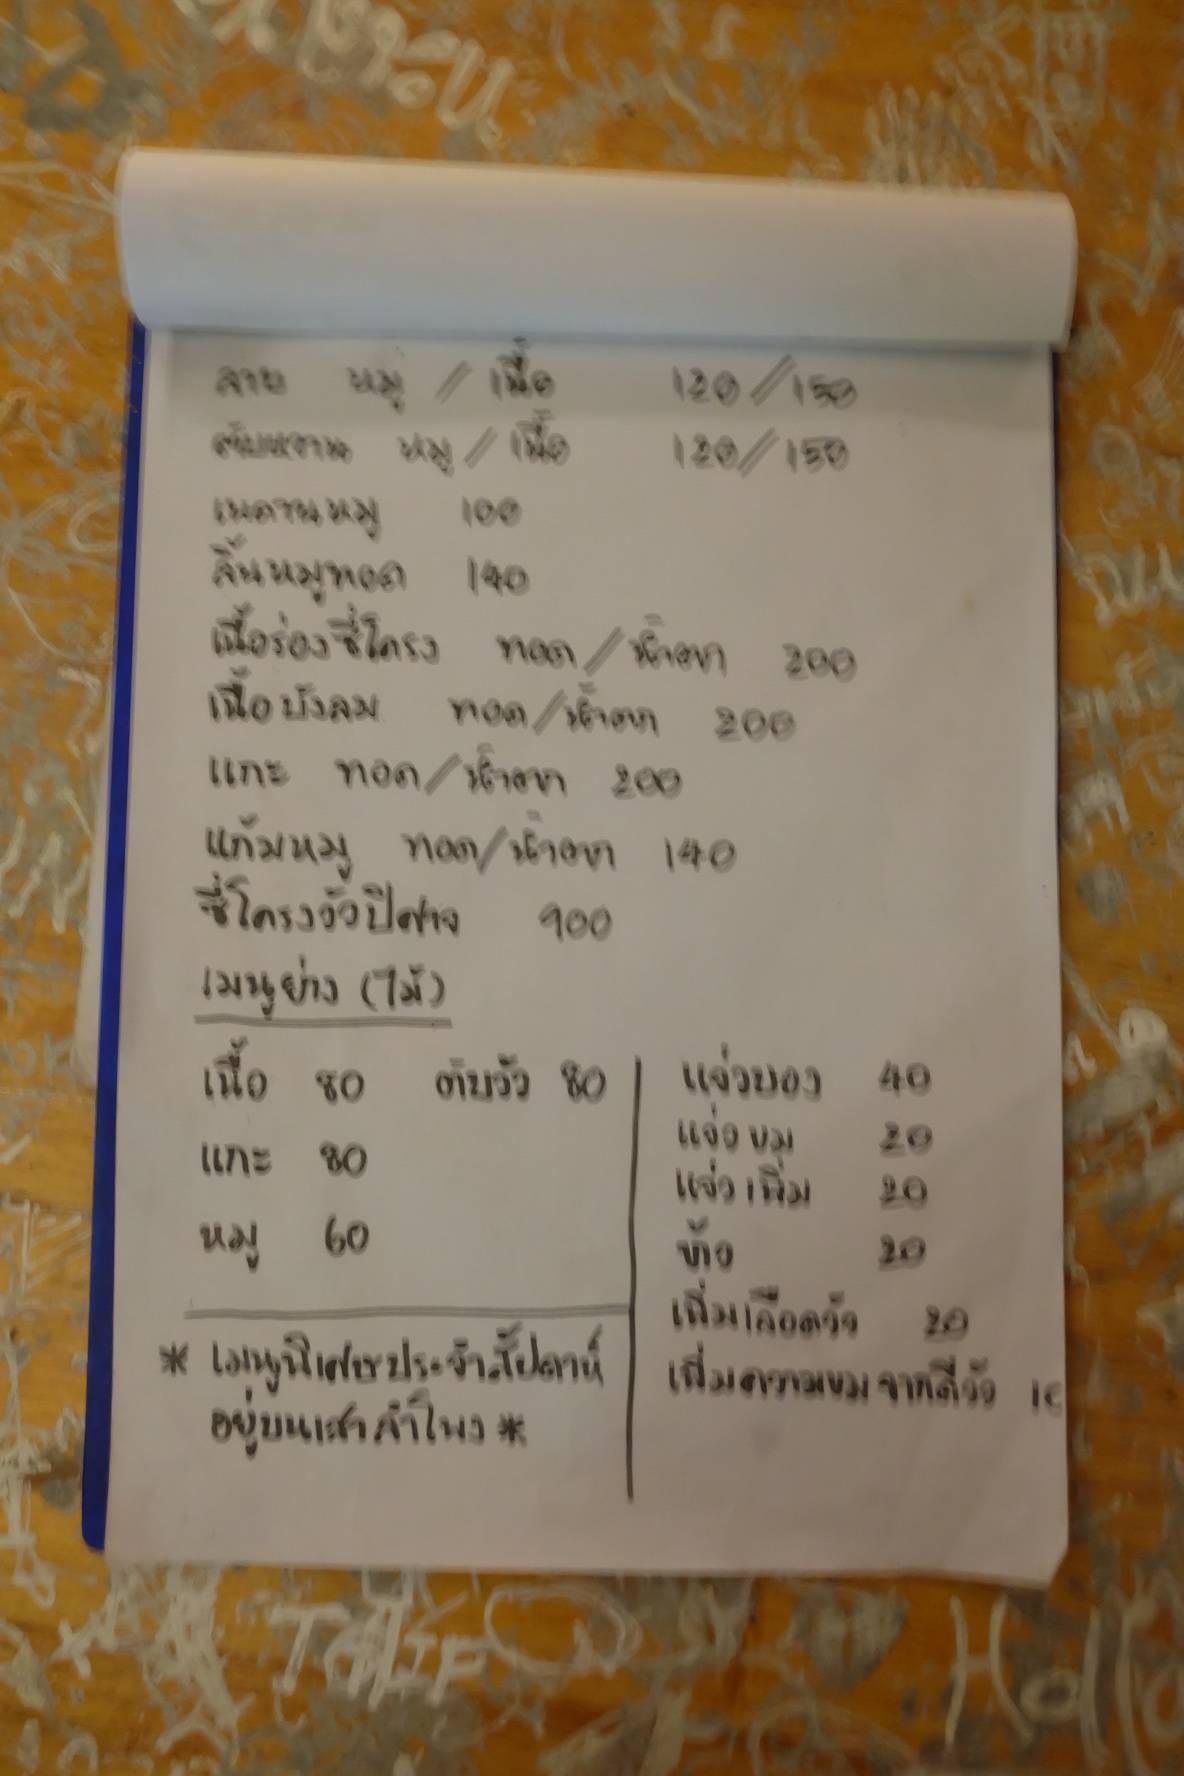 ลาบ หมู / เนื้อ 120/150
ตับหวาน หมู / เนื้อ 120/150
เพดานหมู 100
ลิ้นหมูทอด 140
เนื้อร่องซี่โครง ทอด/น้ำตก 200
เนื้อบังลม ทอด/น้ำตก 200
แกะ ทอด/น้ำตก 200
แก้มหมู ทอด/น้ำตก 140
ซี่โครงวัวปีศาจ 900
เมนูย่าง (ไม้)
เนื้อ 80 ตับวัว 80
แกะ 80
หมู 60
* เมนูพิเศษประจำสัปดาห์
อยู่บนเสาลำโพง *
แจ่วบอง 40
แจ่วขม 20
แจ่วเพิ่ม 20
ข้าว 20
เพิ่มเลือดวัว 20
เพิ่มความขมจากดีวัว
TGIF